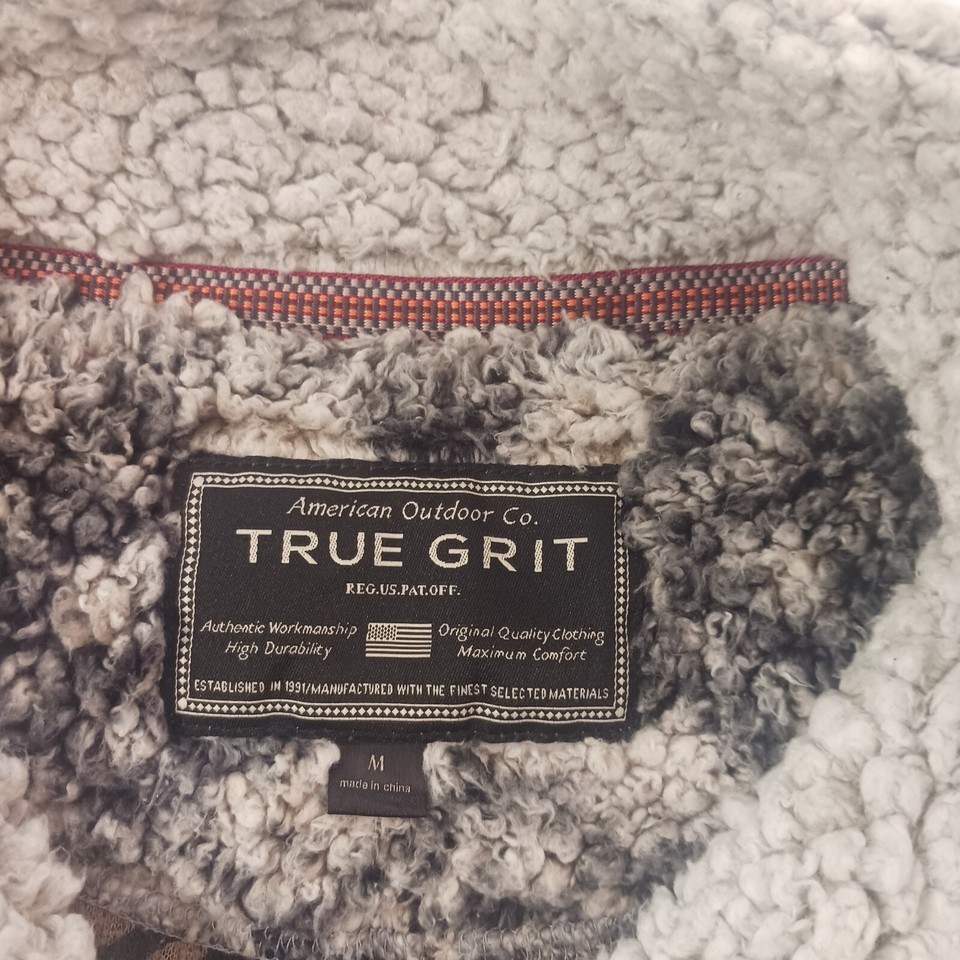 American Outdoor Co.
TRUE GRIT
REG.US.PAT.OFF.
Authentic Workmanship
High Durability
Original Quality Clothing
Maximum Comfort
ESTABLISHED IN 1991/MANUFACTURED WITH THE FINEST SELECTED MATERIALS
M
made in china